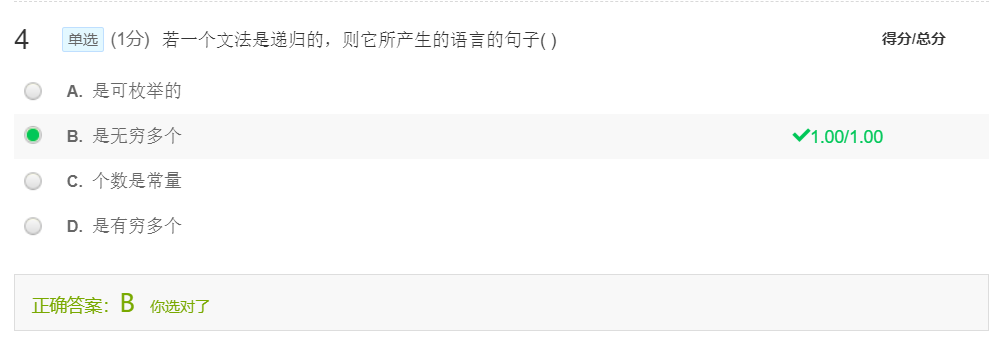 4 单选 (1分) 若一个文法是递归的，则它所产生的语言的句子( ) 得分/总分
A. 是可枚举的
B. 是无穷多个 1.00/1.00
C. 个数是常量
D. 是有穷多个
正确答案：B 你选对了